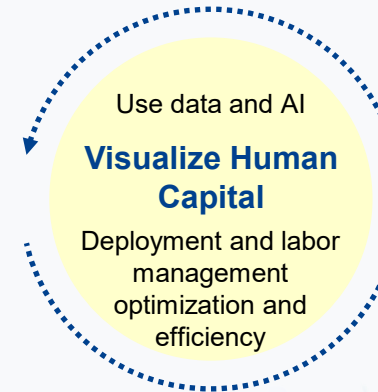 Use data and AI
Visualize Human
Capital
Deployment and labor
management
optimization and
efficiency